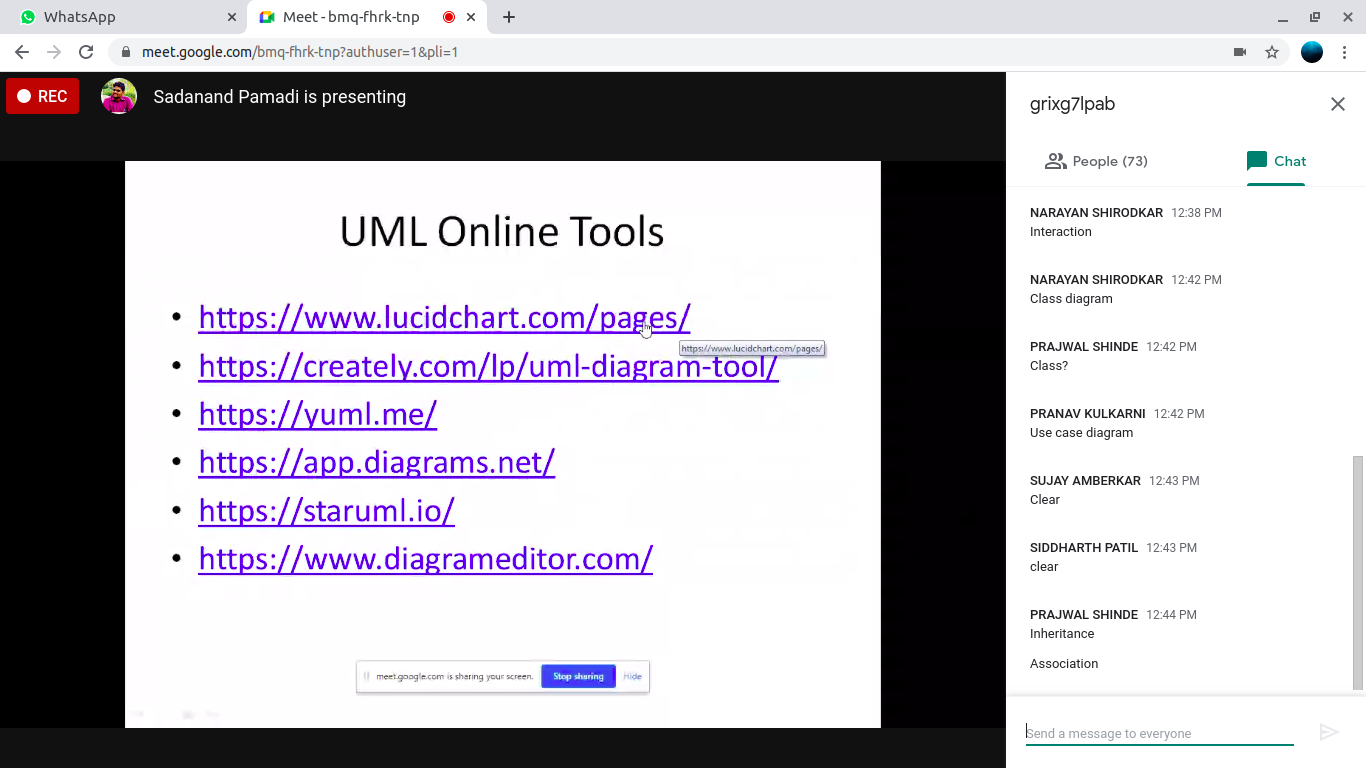 WhatsApp
Meet - bmq-fhrk-tnp
meet.google.com/bmq-fhrk-tnp?authuser=1&pli=1
REC
Sadanand Pamadi is presenting
UML Online Tools
• https://www.lucidchart.com/pages/
https://www.lucidchart.com/pages/
• https://creately.com/lp/uml-diagram-tool/
• https://yuml.me/
• https://app.diagrams.net/
• https://staruml.io/
• https://www.diagrameditor.com/
meet.google.com is sharing your screen. Stop sharing Hide
grixg7lpab
People (73) Chat
NARAYAN SHIRODKAR 12:38 PM
Interaction
NARAYAN SHIRODKAR 12:42 PM
Class diagram
PRAJWAL SHINDE 12:42 PM
Class?
PRANAV KULKARNI 12:42 PM
Use case diagram
SUJAY AMBERKAR 12:43 PM
Clear
SIDDHARTH PATIL 12:43 PM
clear
PRAJWAL SHINDE 12:44 PM
Inheritance
Association
Send a message to everyone